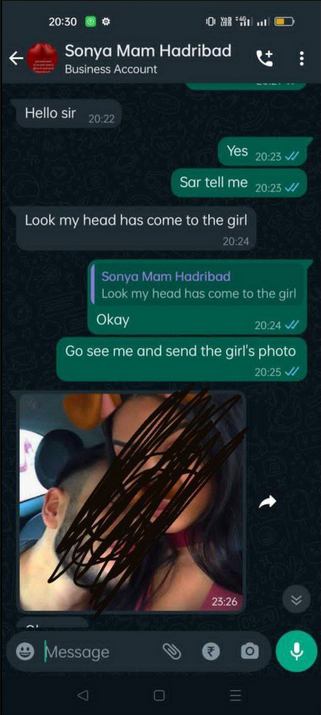 20:30
Sonya Mam Hadribad
Business Account
Hello sir
20:22
Yes 20:23
Sar tell me 20:23
Look my head has come to the girl
20:24
Sonya Mam Hadribad
Look my head has come to the girl
Okay 20:24
Go see me and send the girl's photo
20:25
23:26
Message